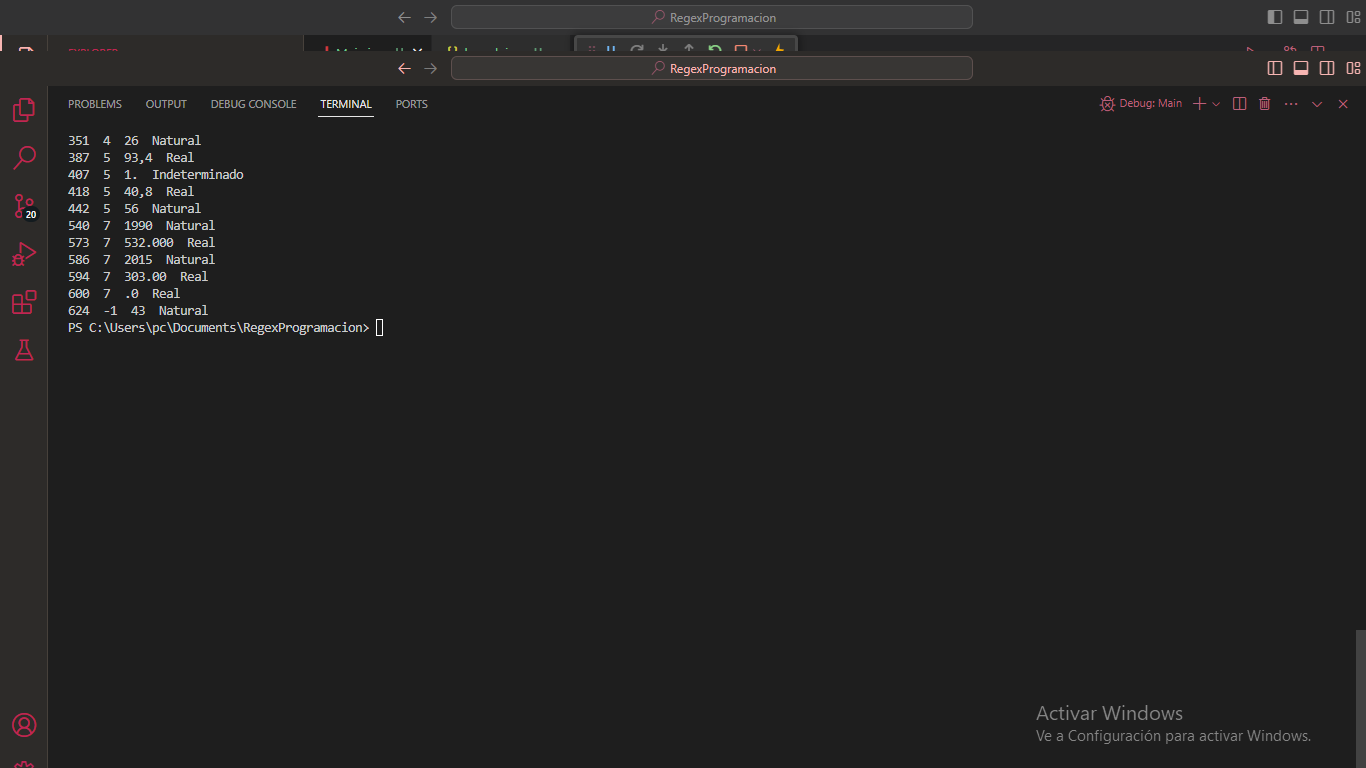 RegexProgramacion
RegexProgramacion
PROBLEMS OUTPUT DEBUG CONSOLE TERMINAL PORTS Debug: Main
351 4 26 Natural
387 5 93,4 Real
407 5 1. Indeterminado
418 5 40,8 Real
442 5 56 Natural
540 7 1990 Natural
573 7 532.000 Real
586 7 2015 Natural
594 7 303.00 Real
600 7 .0 Real
624 -1 43 Natural
PS C:\Users\pc\Documents\RegexProgramacion>
20
Activar Windows
Ve a Configuración para activar Windows.